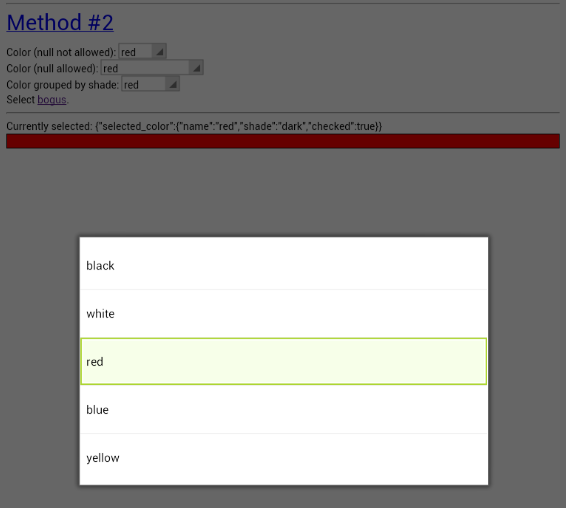 Method #2
Color (null not allowed): red
Color (null allowed): red
Color grouped by shade: red
Select bogus.
Currently selected: {"selected_color":{"name":"red","shade":"dark","checked":true}}
black
white
red
blue
yellow